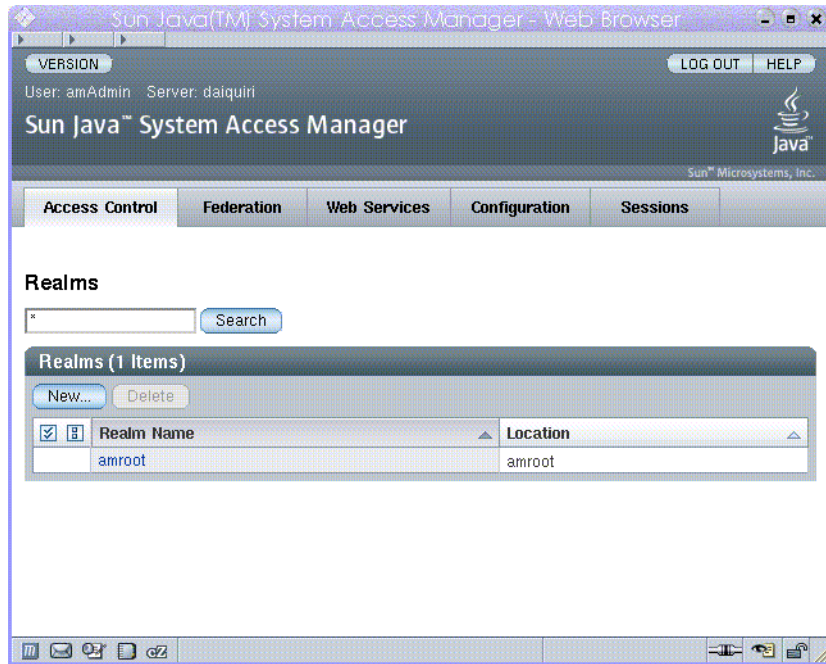 Sun Java(TM) System Access Manager - Web Browser
VERSION LOG OUT HELP
User: amAdmin Server: daiquiri
Sun Java™ System Access Manager
Java™
Sun™ Microsystems, Inc.
Access Control Federation Web Services Configuration Sessions
Realms
* Search
Realms (1 Items)
New... Delete
Realm Name Location
amroot amroot